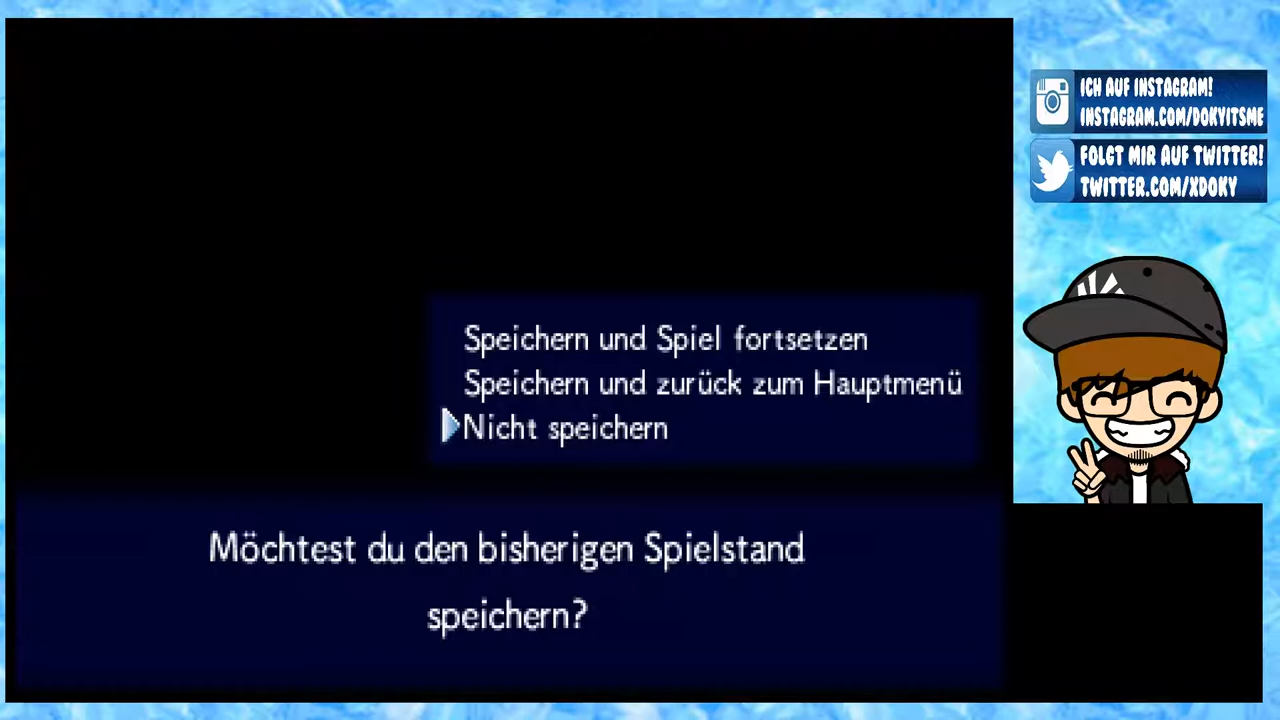 ICH AUF INSTAGRAM!
INSTAGRAM.COM/DOKYITSME
FOLGT MIR AUF TWITTER!
TWITTER.COM/XDOKY
Speichern und Spiel fortsetzen
Speichern und zurück zum Hauptmenü
Nicht speichern
Möchtest du den bisherigen Spielstand
speichern?